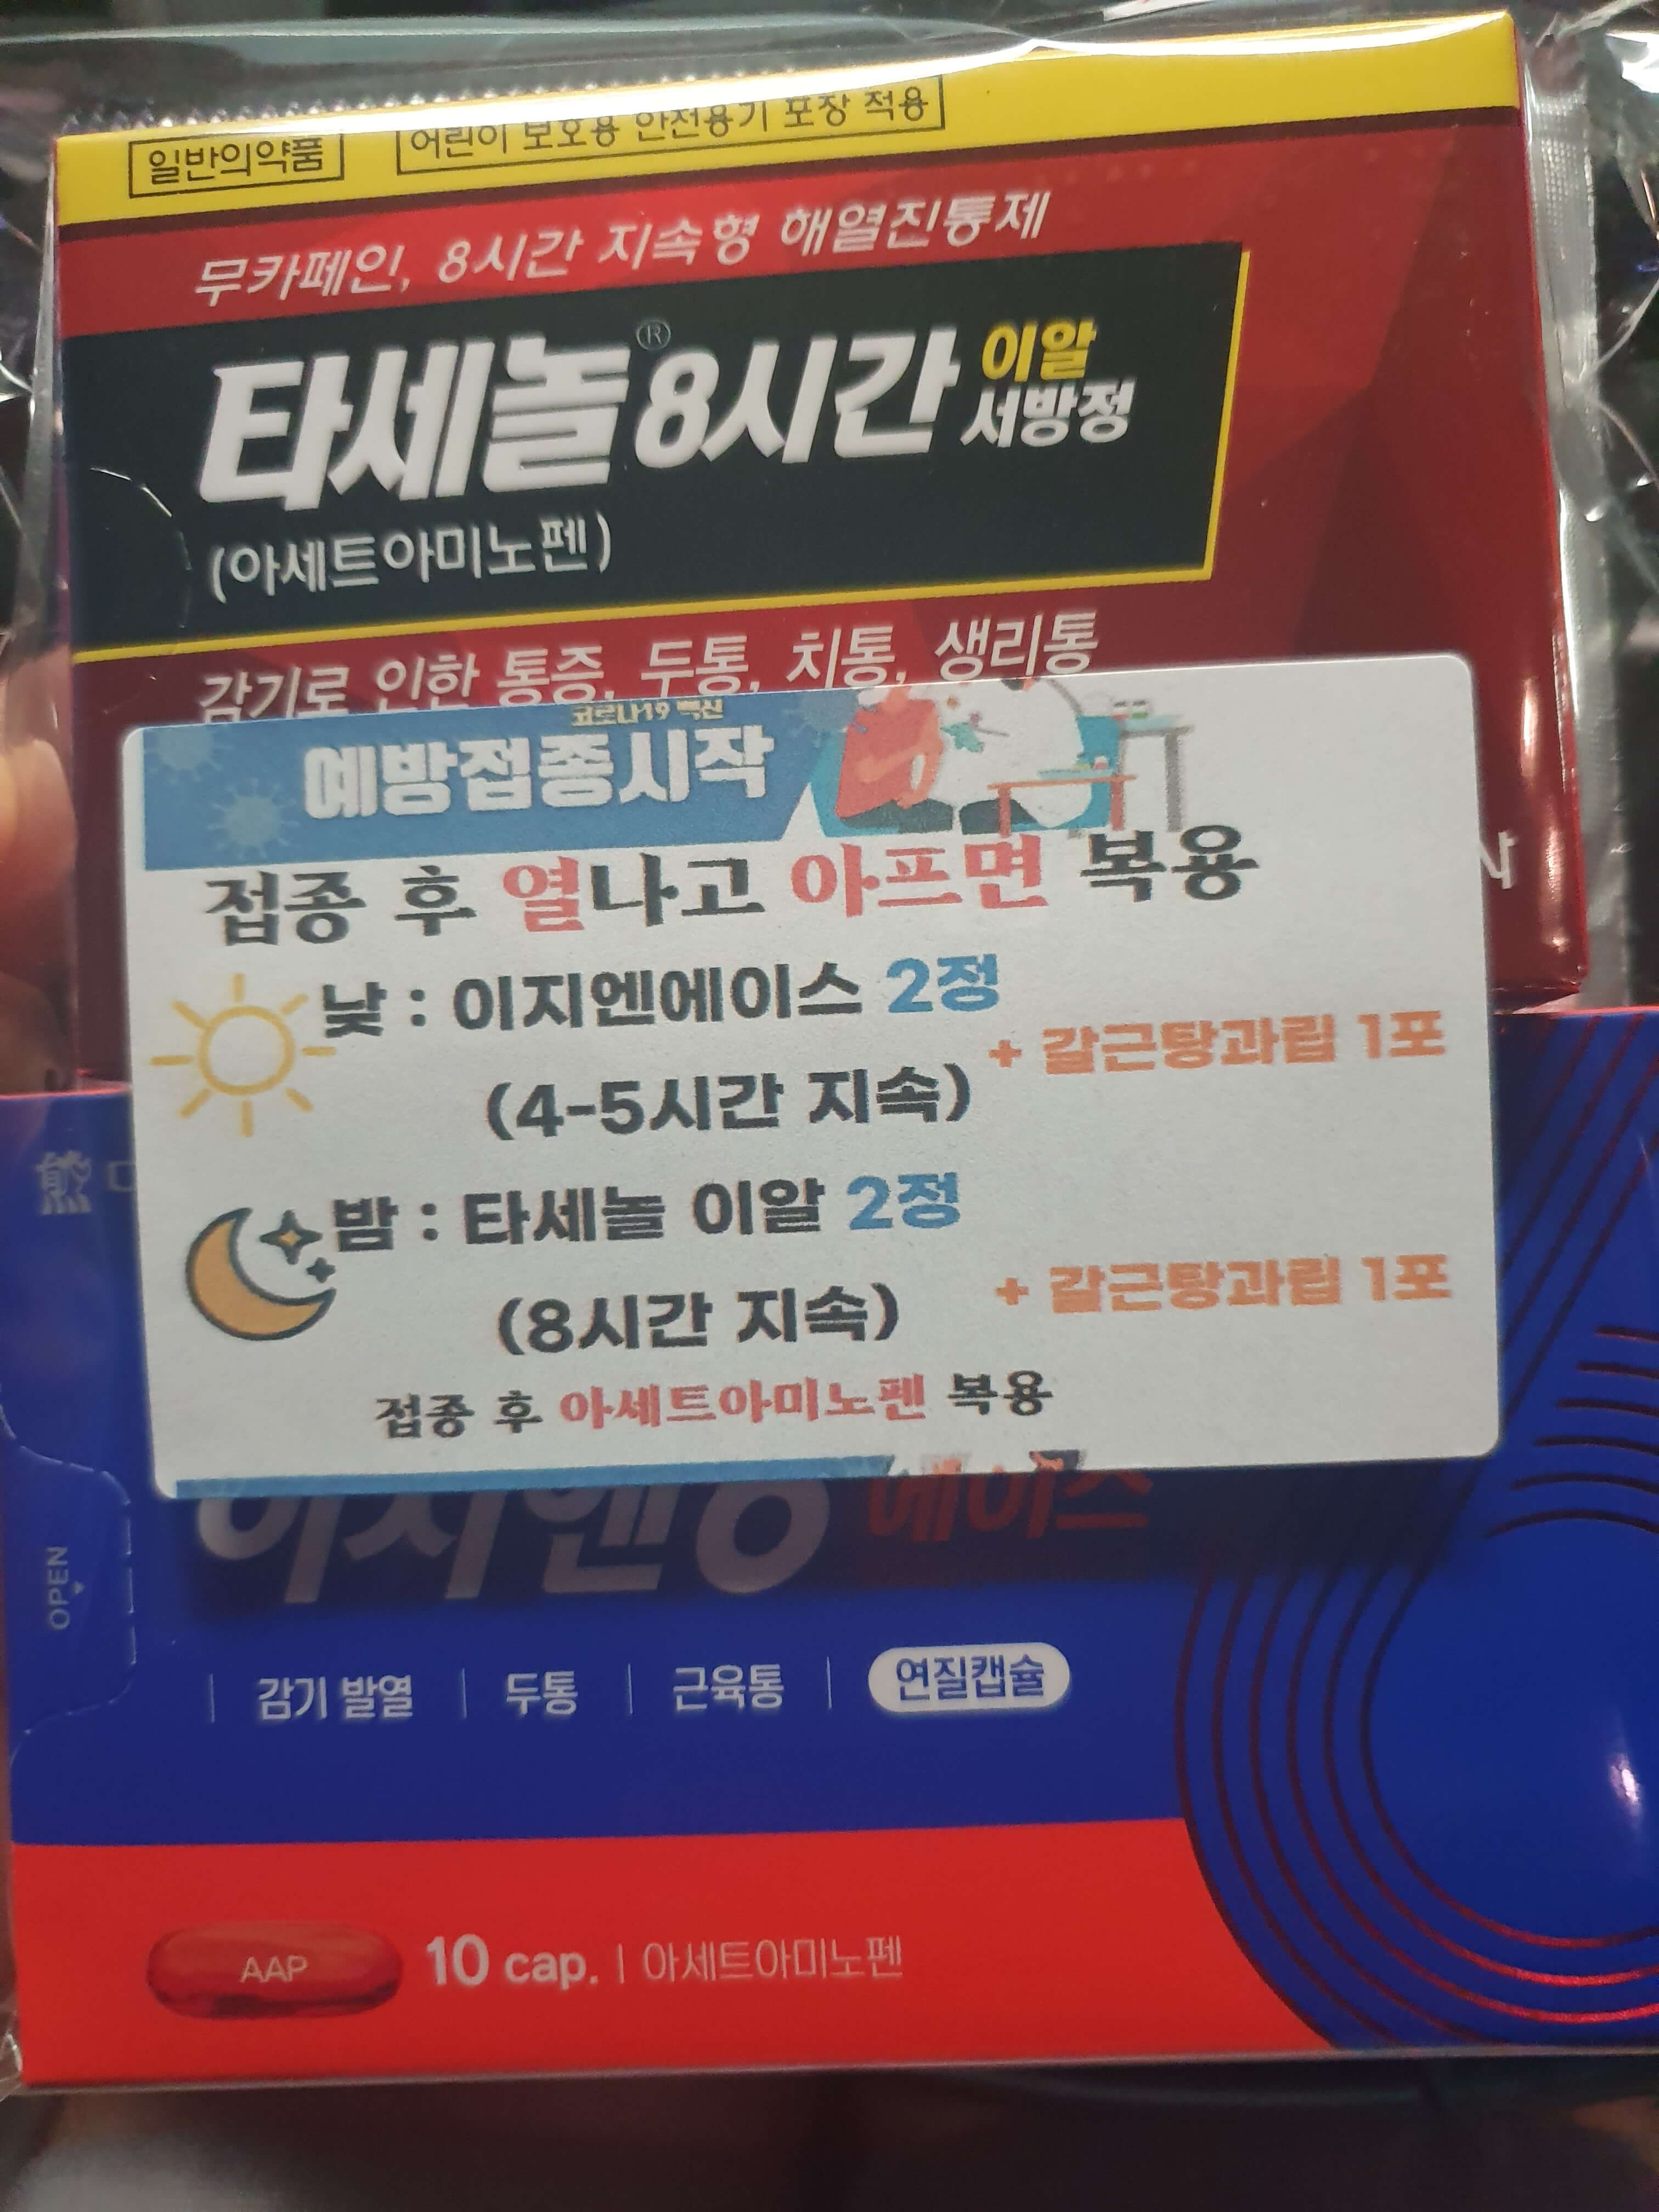 일반의약품 어린이 보호용 안전용기 포장 적용
무카페인, 8시간 지속형 해열진통제
타세놀® 8시간 이알
서방정
(아세트아미노펜)
감기로 인한 통증, 두통, 치통, 생리통
코로나19 백신
예방접종시작
접종 후 열나고 아프면 복용
낮 : 이지엔에이스 2정
+ 갈근탕과립 1포
(4-5시간 지속)
밤 : 타세놀 이알 2정
+ 갈근탕과립 1포
(8시간 지속)
접종 후 아세트아미노펜 복용
이지엔6 에이스
OPEN
감기 발열 | 두통 | 근육통 | 연질캡슐
AAP
10 cap. | 아세트아미노펜